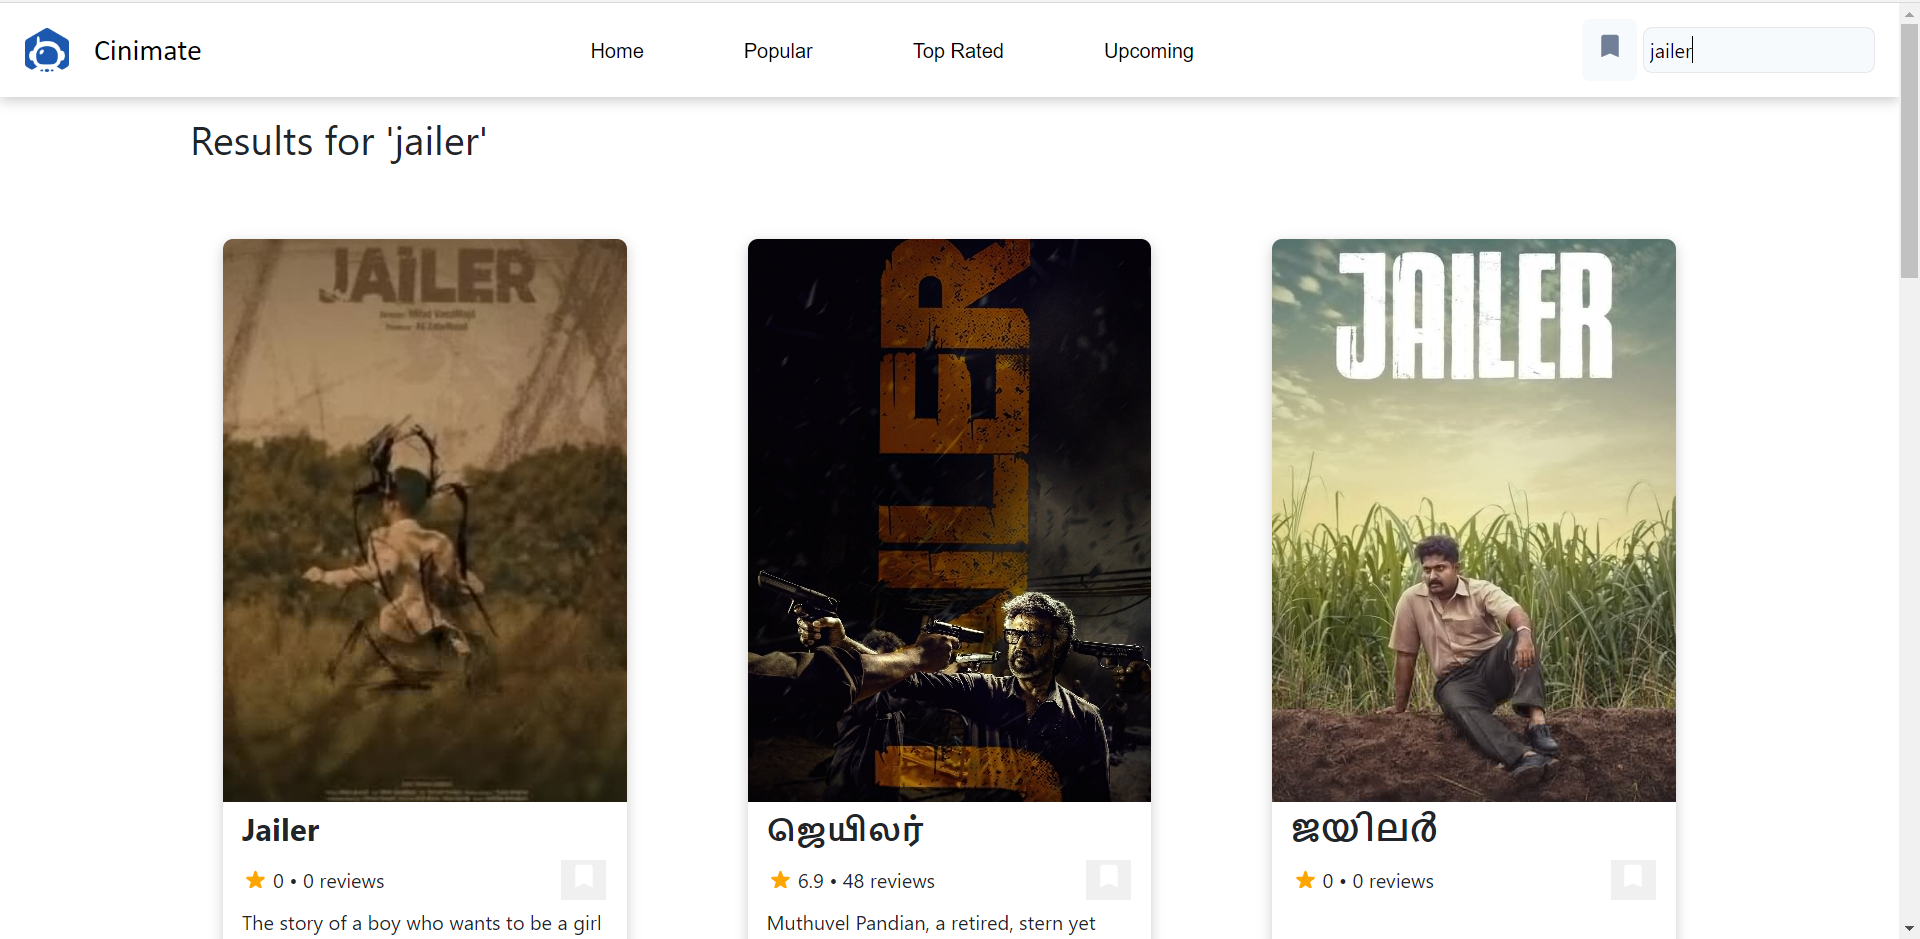 Cinimate
Home
Popular
Top Rated
Upcoming
jailer
Results for 'jailer'
JAILER
JAILER
JAILER
Jailer
0 • 0 reviews
The story of a boy who wants to be a girl
ஜெயிலர்
6.9 • 48 reviews
Muthuvel Pandian, a retired, stern yet
ജയിലർ
0 • 0 reviews